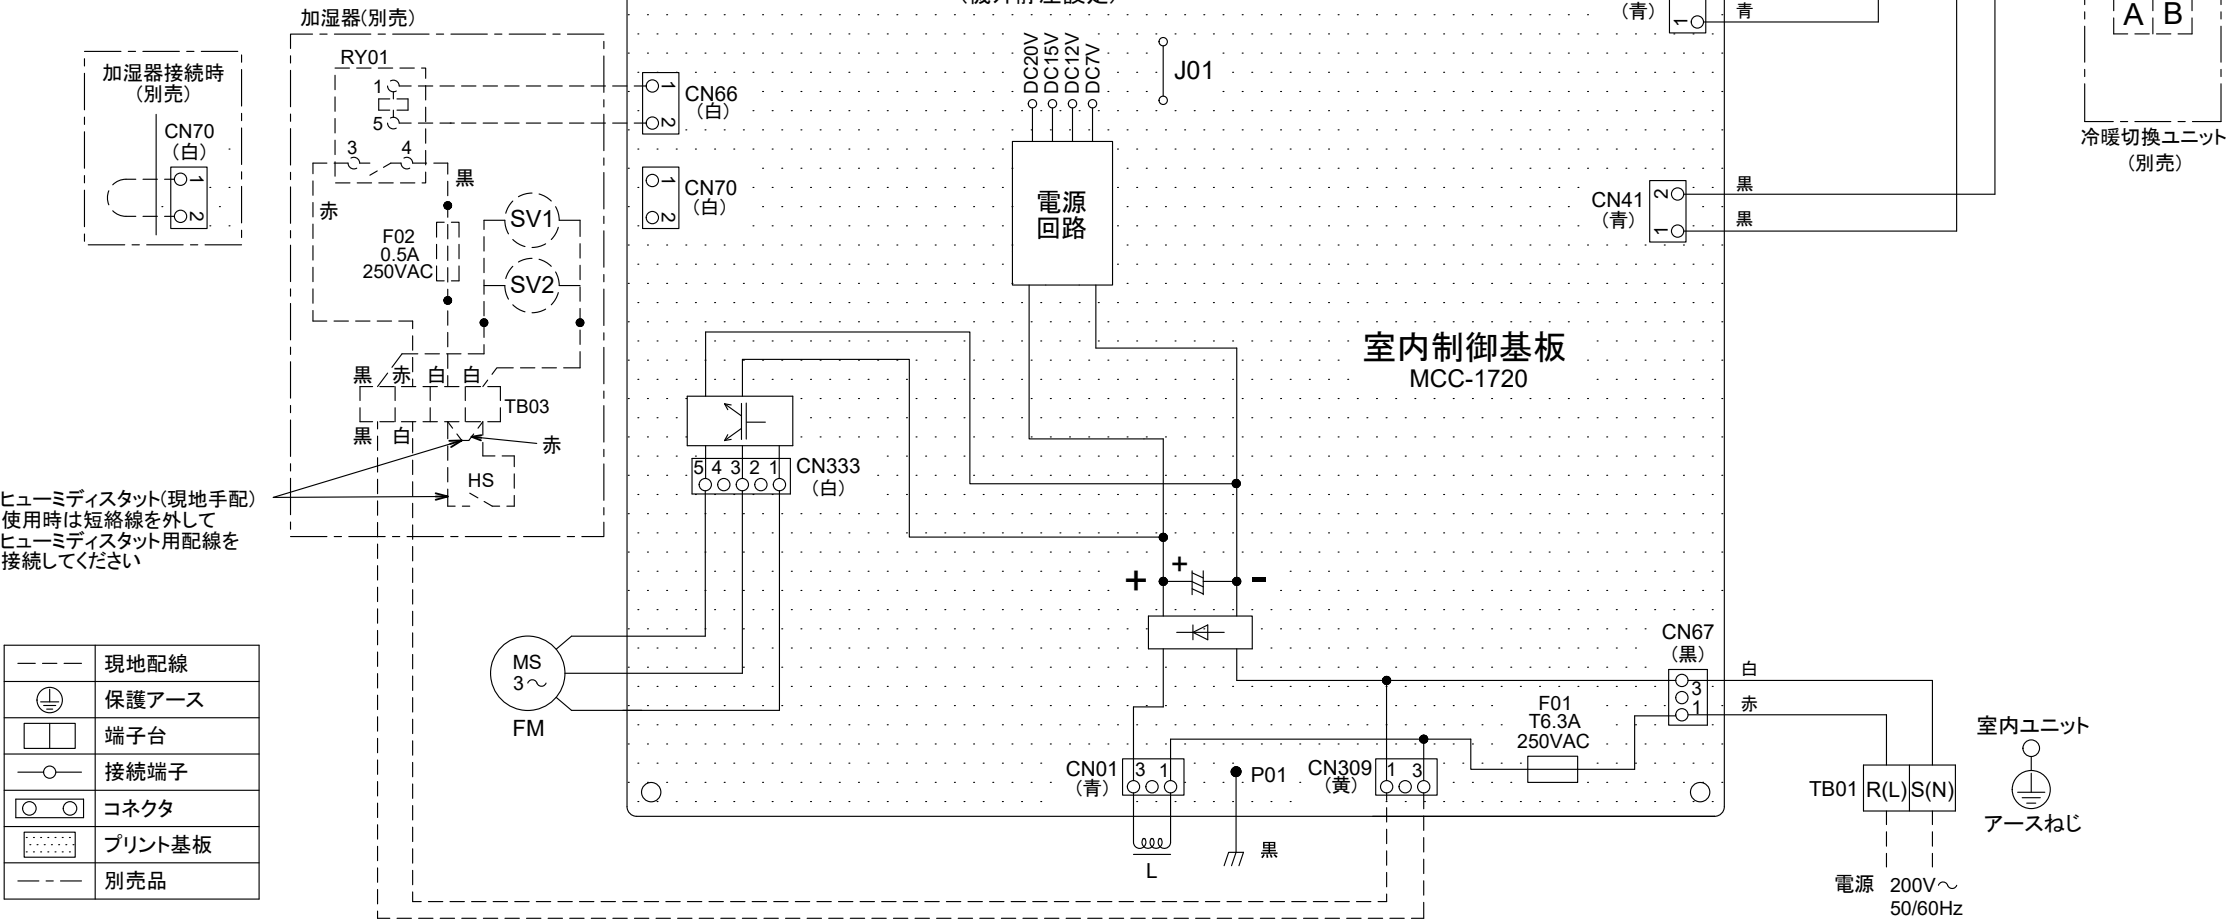 加湿器(別売)
加湿器接続時
(別売)
CN70
(白)
1
2
RY01
1
5
3
4
黒
赤
F02
0.5A
250VAC
SV1
SV2
黒 赤 白 白
TB03
黒 白
赤
HS
ヒューミディスタット(現地手配)
使用時は短絡線を外して
ヒューミディスタット用配線を
接続してください
CN66
(白)
1
2
CN70
(白)
1
2
DC20V
DC15V
DC12V
DC7V
J01
電源
回路
(青)
1
青
A B
冷暖切換ユニット
(別売)
CN41
(青)
2
1
黒
黒
室内制御基板
MCC-1720
5 4 3 2 1
CN333
(白)
+
+
-
MS
3～
FM
CN67
(黒)
3
1
白
赤
F01
T6.3A
250VAC
CN01
(青)
3 1
L
P01
黒
CN309
(黄)
1 3
TB01
R(L) S(N)
電源 200V～
50/60Hz
室内ユニット
アースねじ
現地配線
保護アース
端子台
接続端子
コネクタ
プリント基板
別売品